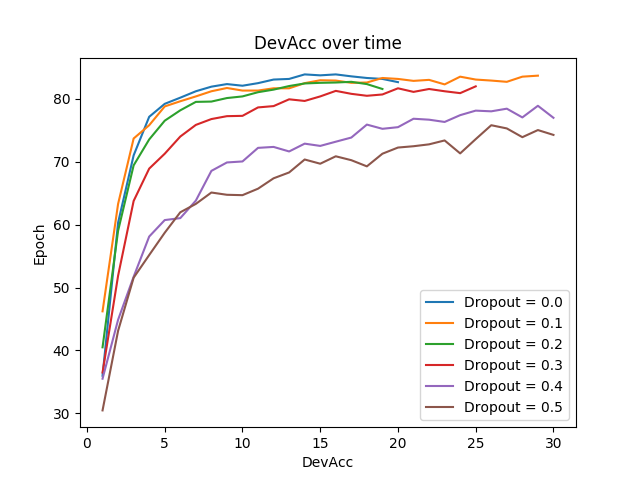 DevAcc over time
Epoch
80
70
60
50
40
30
0 5 10 15 20 25 30
DevAcc
Dropout = 0.0
Dropout = 0.1
Dropout = 0.2
Dropout = 0.3
Dropout = 0.4
Dropout = 0.5